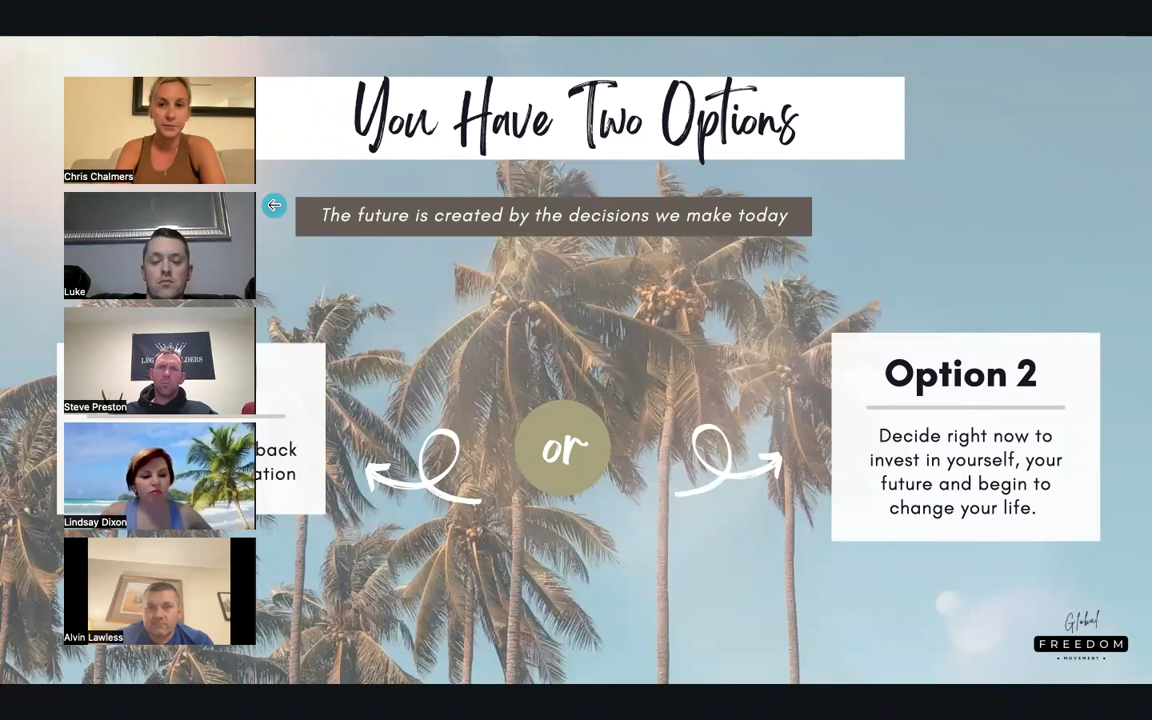 You Have Two Options
The future is created by the decisions we make today
Chris Chalmers
Luke
Steve Preston
Lindsay Dixon
Alvin Lawless
back
ation
or
Option 2
Decide right now to
invest in yourself, your
future and begin to
change your life.
Global
FREEDOM
• MOVEMENT •